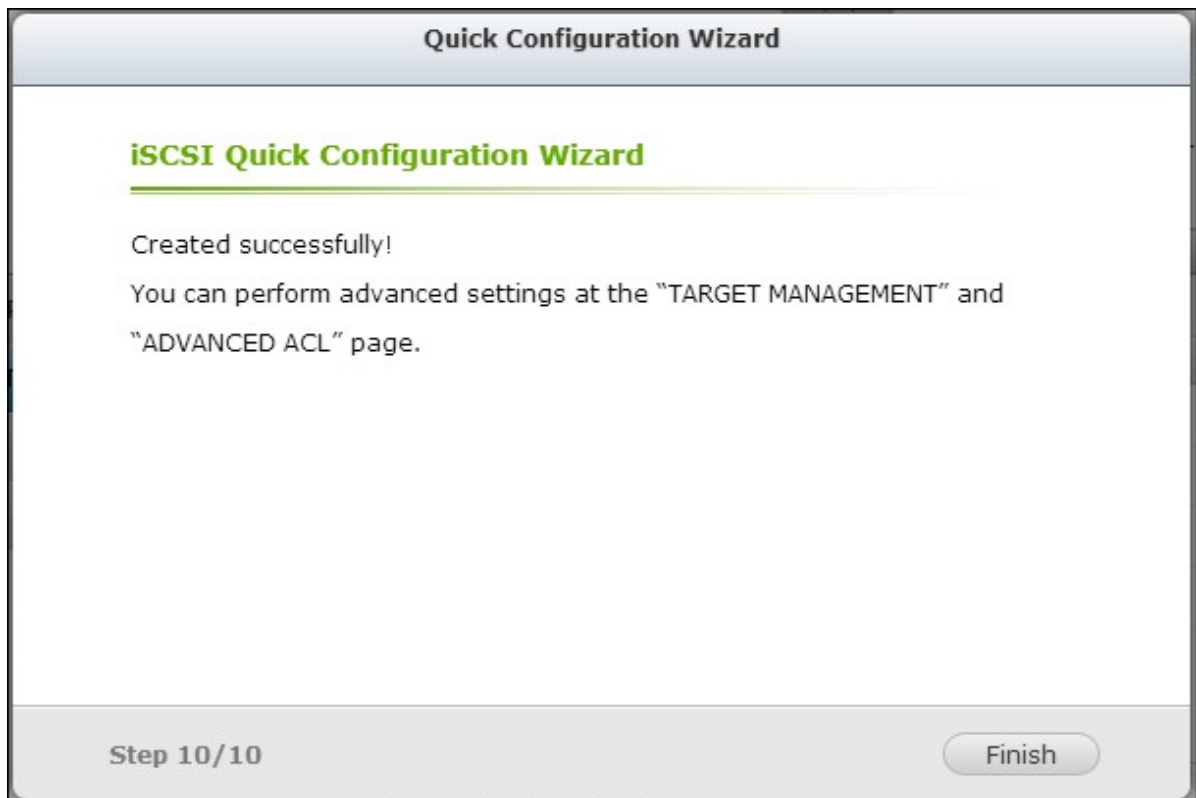 Quick Configuration Wizard
iSCSI Quick Configuration Wizard
Created successfully!
You can perform advanced settings at the “TARGET MANAGEMENT” and
“ADVANCED ACL” page.
Step 10/10
Finish